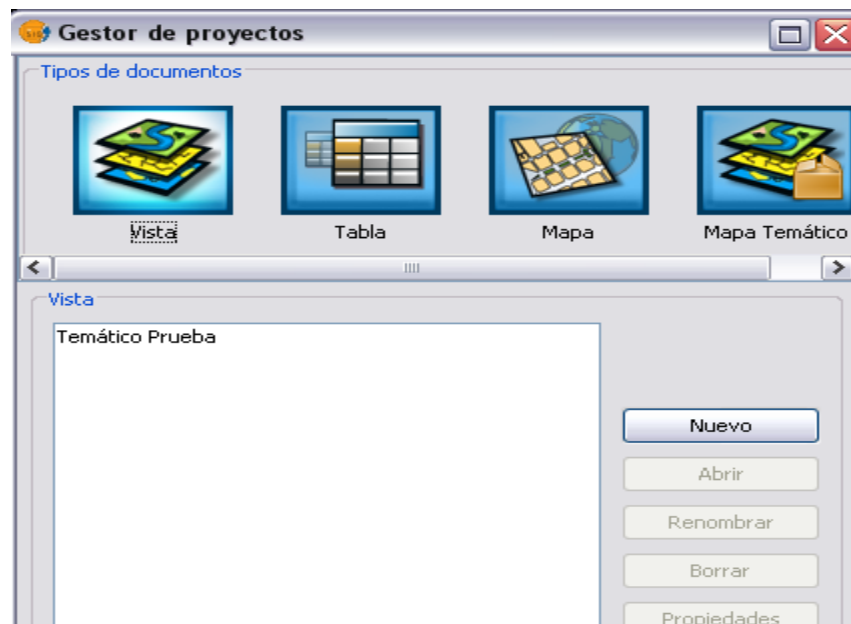 Gestor de proyectos
Tipos de documentos
Vista
Tabla
Mapa
Mapa Temático
Vista
Temático Prueba
Nuevo
Abrir
Renombrar
Borrar
Propiedades